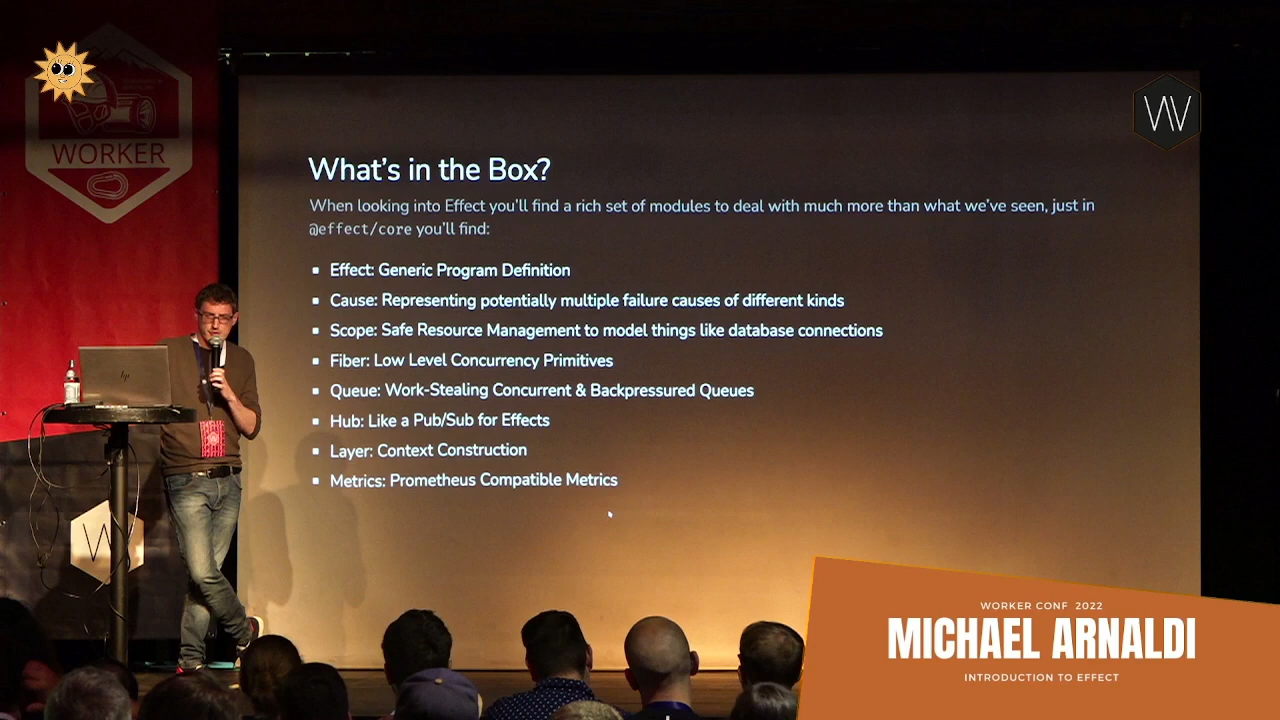 WORKER
W
What's in the Box?
When looking into Effect you'll find a rich set of modules to deal with much more than what we've seen, just in
@effect/core you'll find:
▪ Effect: Generic Program Definition
▪ Cause: Representing potentially multiple failure causes of different kinds
▪ Scope: Safe Resource Management to model things like database connections
▪ Fiber: Low Level Concurrency Primitives
▪ Queue: Work-Stealing Concurrent & Backpressured Queues
▪ Hub: Like a Pub/Sub for Effects
▪ Layer: Context Construction
▪ Metrics: Prometheus Compatible Metrics
hp
W
WORKER CONF 2022
MICHAEL ARNALDI
INTRODUCTION TO EFFECT